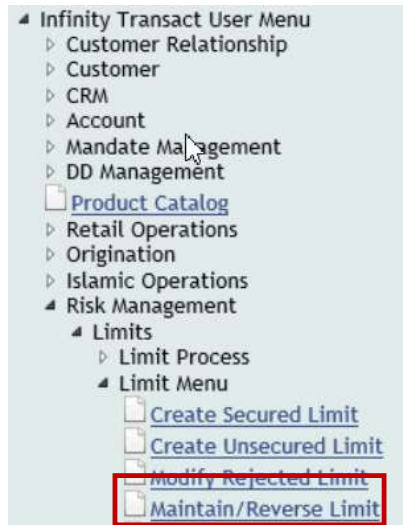 Infinity Transact User Menu
Customer Relationship
Customer
CRM
Account
Mandate Management
DD Management
Product Catalog
Retail Operations
Origination
Islamic Operations
Risk Management
Limits
Limit Process
Limit Menu
Create Secured Limit
Create Unsecured Limit
Modify Rejected Limit
Maintain/Reverse Limit